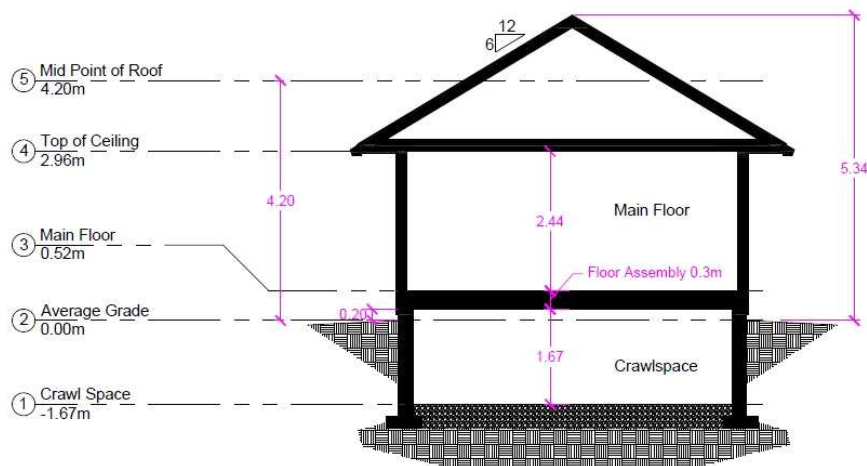 12
6
5 Mid Point of Roof
4.20m
4 Top of Ceiling
2.96m
5.34
4.20
2.44
Main Floor
3 Main Floor
0.52m
Floor Assembly 0.3m
2 Average Grade
0.00m
0.20
1.67
Crawlspace
1 Crawl Space
-1.67m